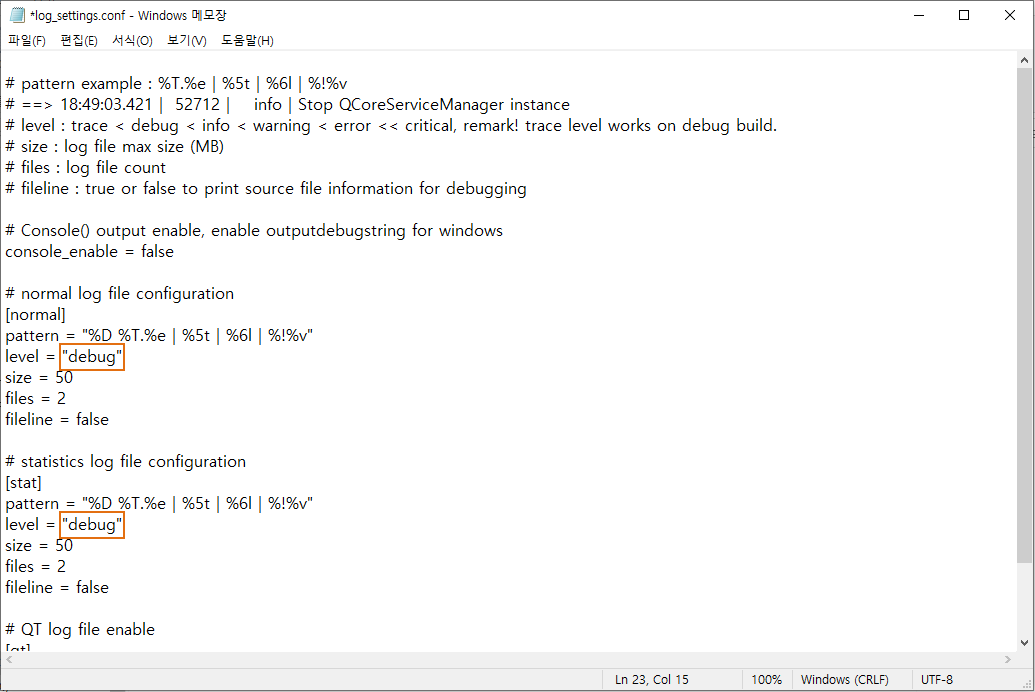 *log_settings.conf - Windows 메모장
파일(F) 편집(E) 서식(O) 보기(V) 도움말(H)
# pattern example : %T.%e | %5t | %6l | %!%v
# ==> 18:49:03.421 | 52712 | info | Stop QCoreServiceManager instance
# level : trace < debug < info < warning < error << critical, remark! trace level works on debug build.
# size : log file max size (MB)
# files : log file count
# fileline : true or false to print source file information for debugging
# Console() output enable, enable outputdebugstring for windows
console_enable = false
# normal log file configuration
[normal]
pattern = "%D %T.%e | %5t | %6l | %!%v"
level = "debug"
size = 50
files = 2
fileline = false
# statistics log file configuration
[stat]
pattern = "%D %T.%e | %5t | %6l | %!%v"
level = "debug"
size = 50
files = 2
fileline = false
# QT log file enable
[qt]
Ln 23, Col 15 100% Windows (CRLF) UTF-8